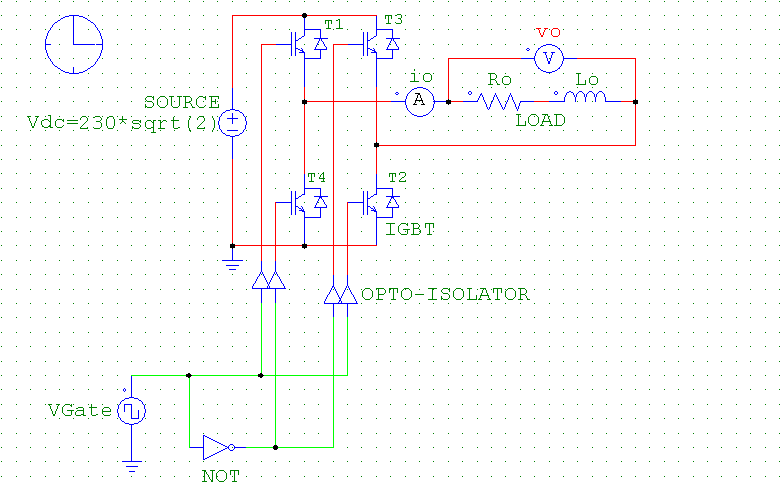 T1
T3
vo
V
io
Ro
Lo
A
SOURCE
Vdc=230*sqrt(2)
LOAD
T4
T2
IGBT
OPTO-ISOLATOR
VGate
NOT